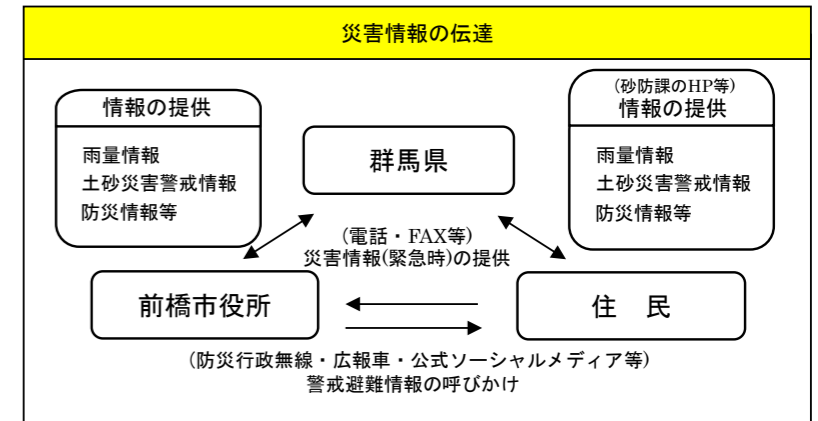 災害情報の伝達
情報の提供
雨量情報
土砂災害警戒情報
防災情報等
群馬県
(砂防課のHP等)
情報の提供
雨量情報
土砂災害警戒情報
防災情報等
(電話・FAX等)
災害情報(緊急時)の提供
前橋市役所
住　民
(防災行政無線・広報車・公式ソーシャルメディア等)
警戒避難情報の呼びかけ